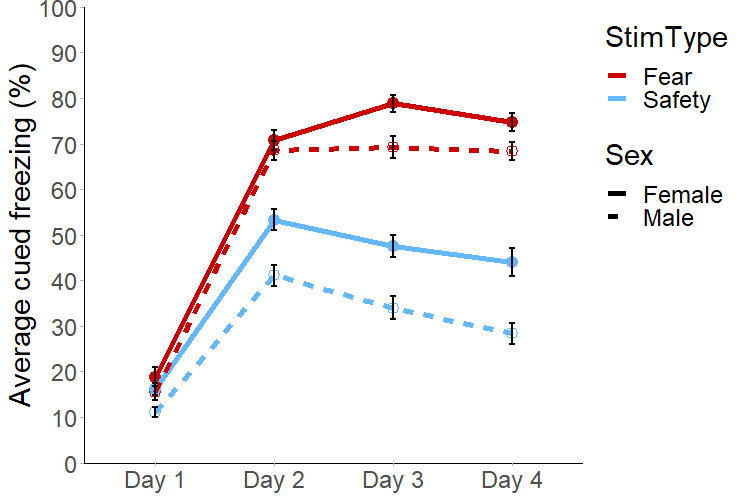 Average cued freezing (%)
100
90
80
70
60
50
40
30
20
10
0
Day 1 Day 2 Day 3 Day 4
StimType
Fear
Safety
Sex
Female
Male